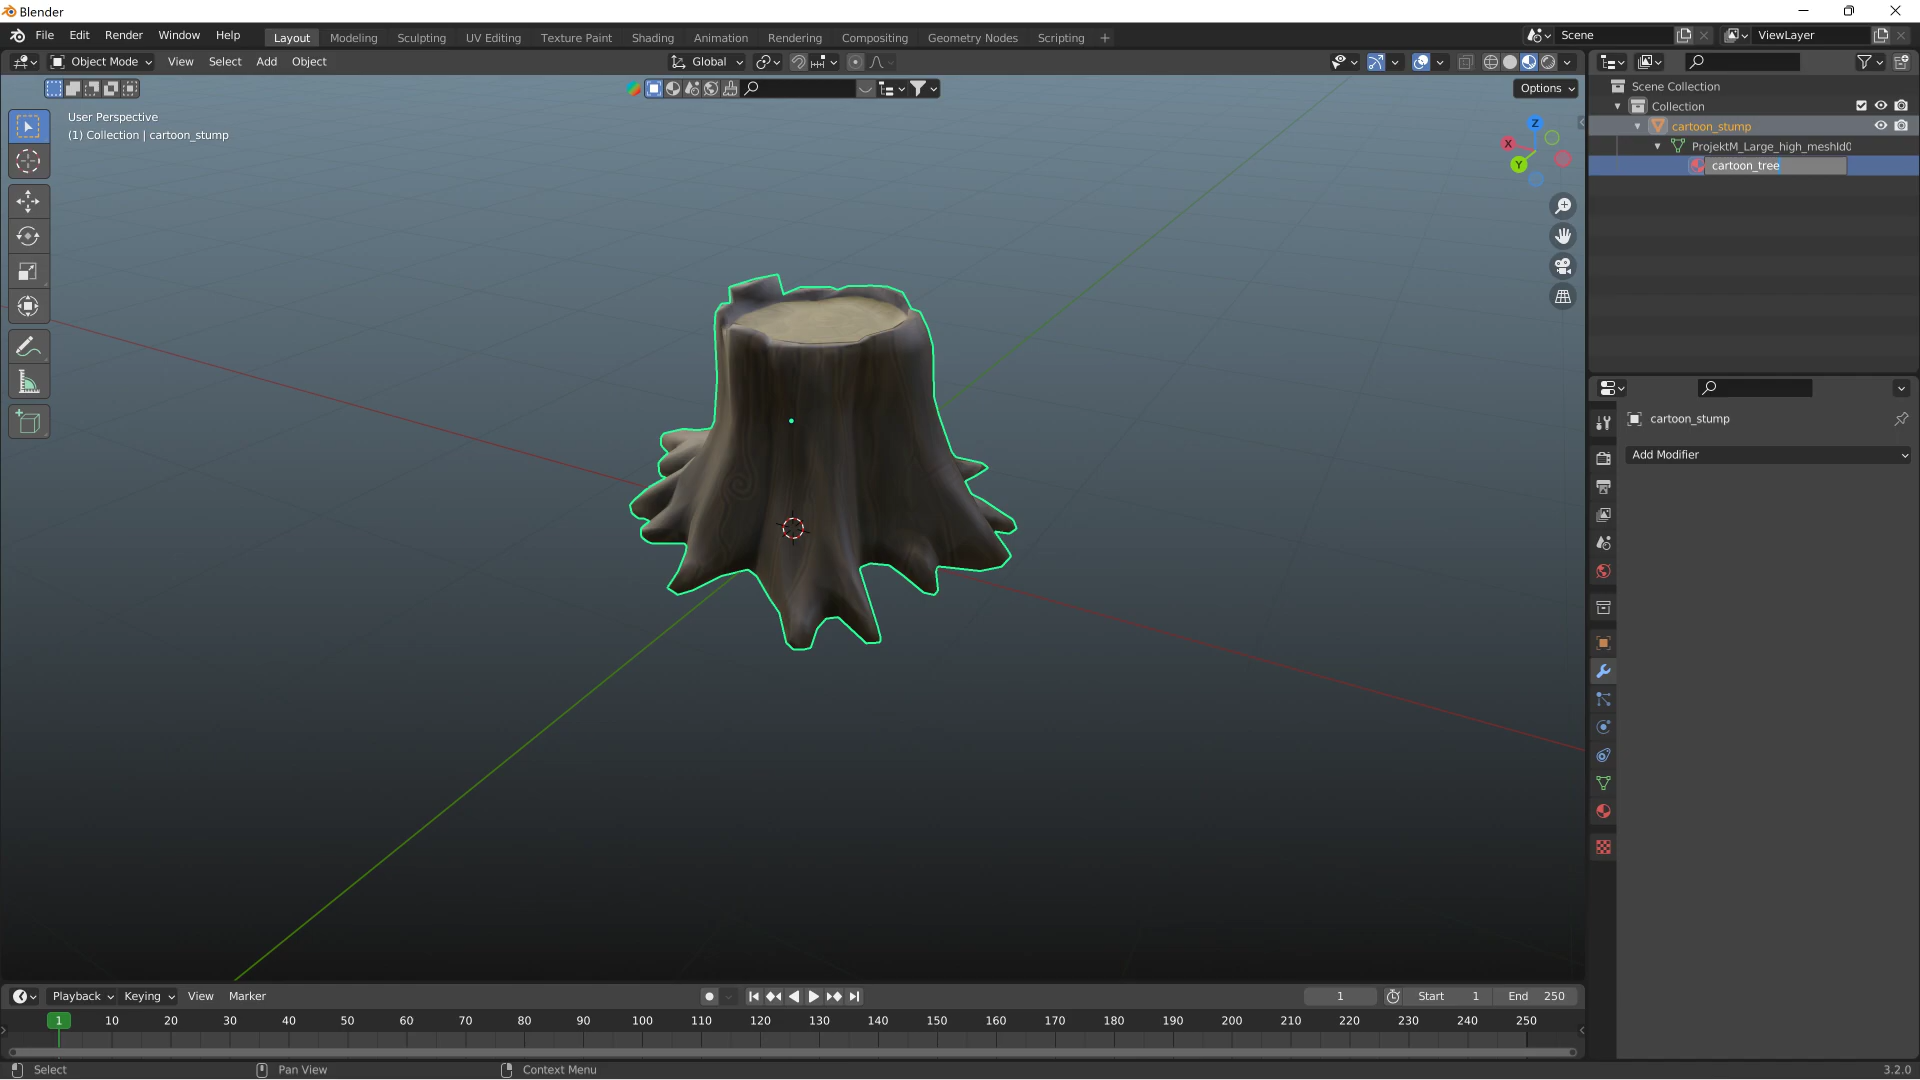 Blender
File Edit Render Window Help
Layout Modeling Sculpting UV Editing Texture Paint Shading Animation Rendering Compositing Geometry Nodes Scripting +
Scene
ViewLayer
Object Mode View Select Add Object
Global
Options
User Perspective
(1) Collection | cartoon_stump
Z
X
Y
Scene Collection
Collection
cartoon_stump
ProjektM_Large_high_meshId0
cartoon_tree
cartoon_stump
Add Modifier
Playback Keying View Marker
1
Start 1
End 250
1 10 20 30 40 50 60 70 80 90 100 110 120 130 140 150 160 170 180 190 200 210 220 230 240 250
Select
Pan View
Context Menu
3.2.0